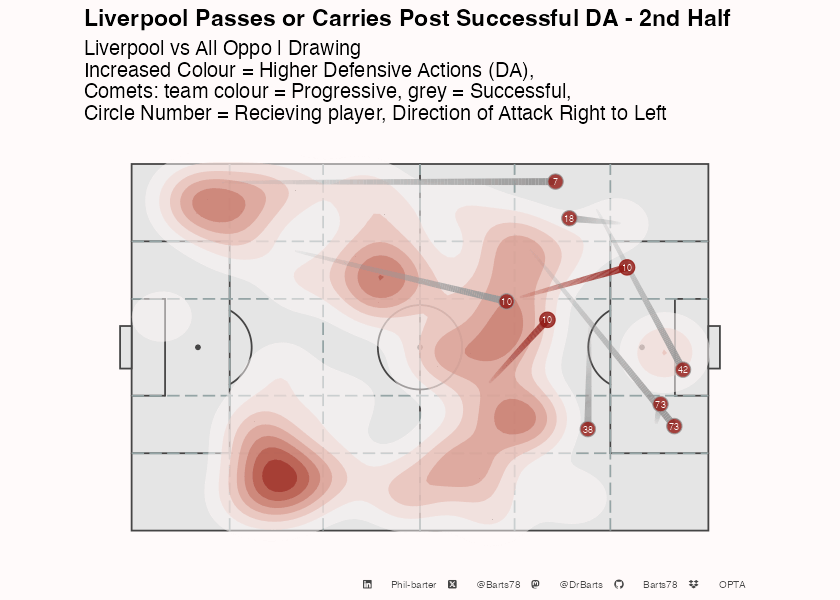 Liverpool Passes or Carries Post Successful DA - 2nd Half
Liverpool vs All Oppo I Drawing
Increased Colour = Higher Defensive Actions (DA),
Comets: team colour = Progressive, grey = Successful,
Circle Number = Recieving player, Direction of Attack Right to Left
7
18
10
10
10
42
73
73
38
Phil-barter @Barts78 @DrBarts Barts78 OPTA